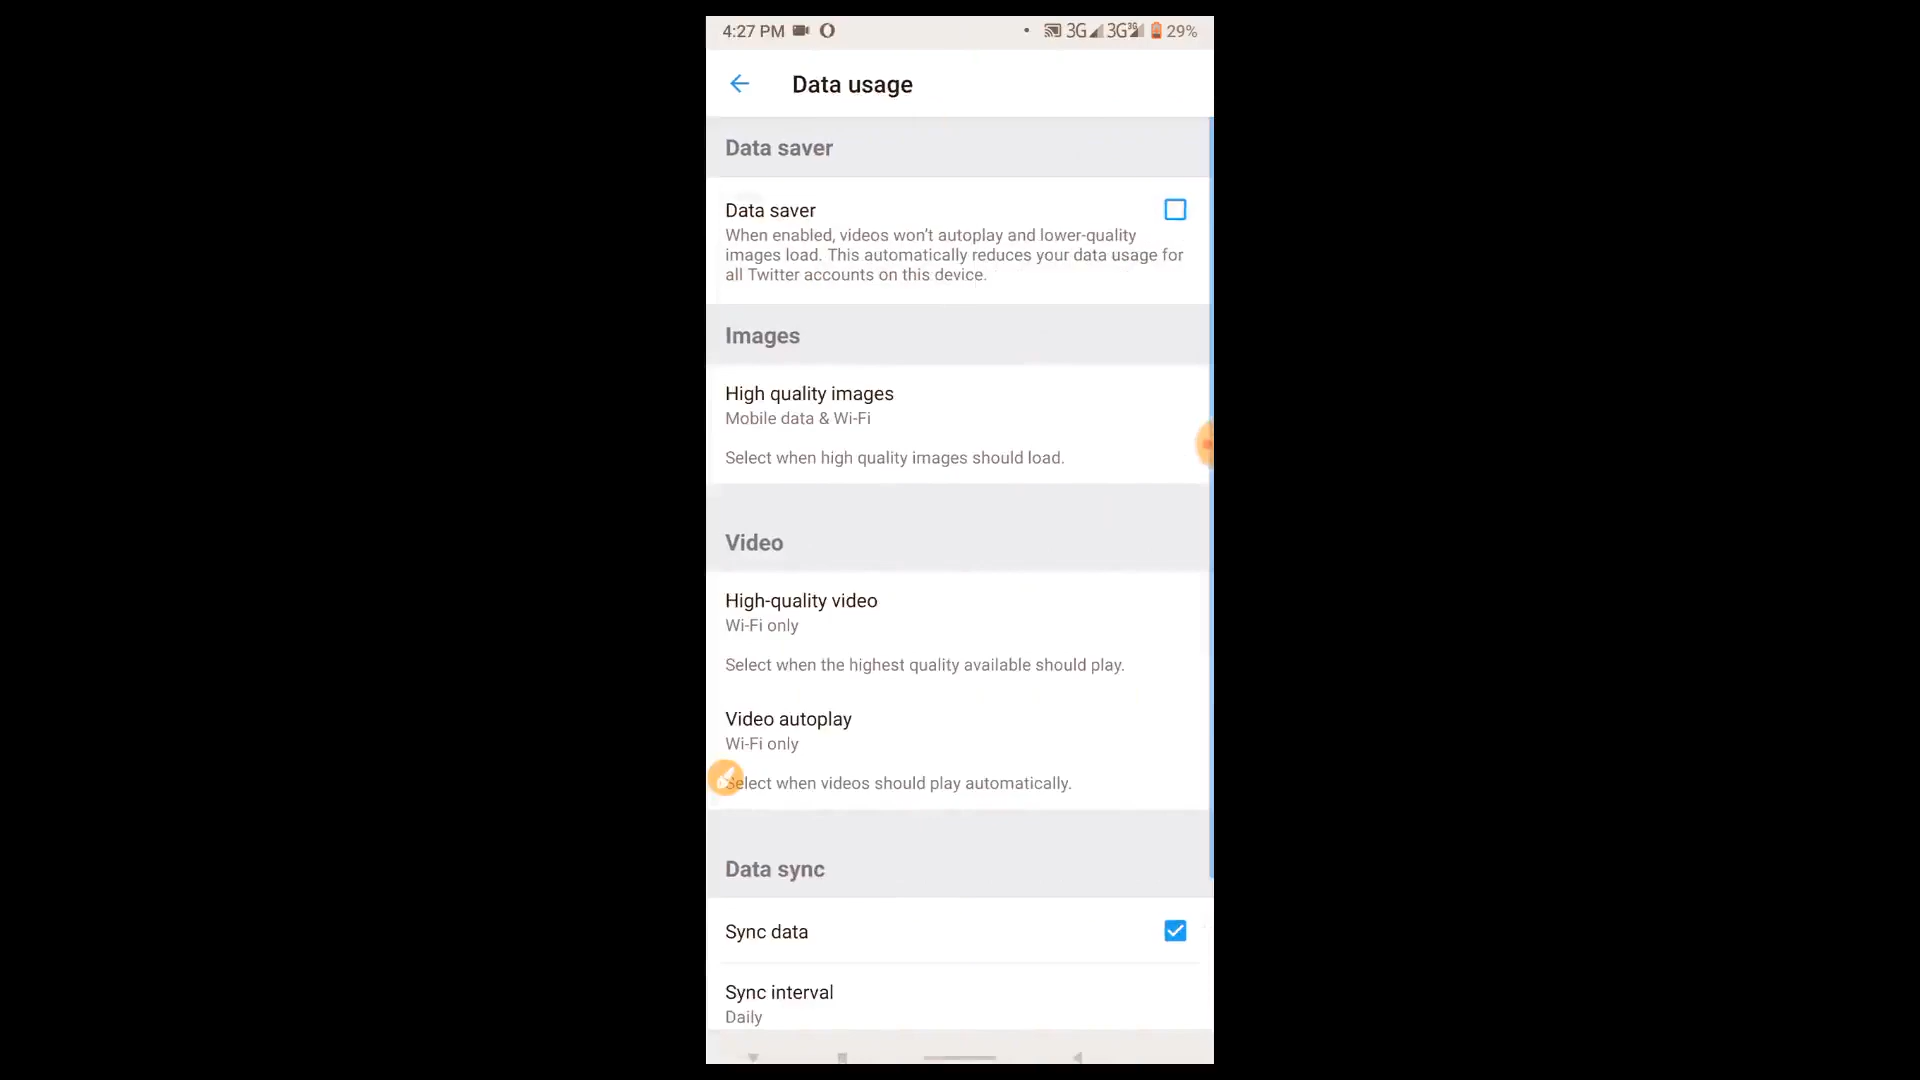 4:27 PM 3G 3G 3G 29%
Data usage
Data saver
Data saver
When enabled, videos won't autoplay and lower-quality
images load. This automatically reduces your data usage for
all Twitter accounts on this device.
Images
High quality images
Mobile data & Wi-Fi
Select when high quality images should load.
Video
High-quality video
Wi-Fi only
Select when the highest quality available should play.
Video autoplay
Wi-Fi only
Select when videos should play automatically.
Data sync
Sync data
Sync interval
Daily